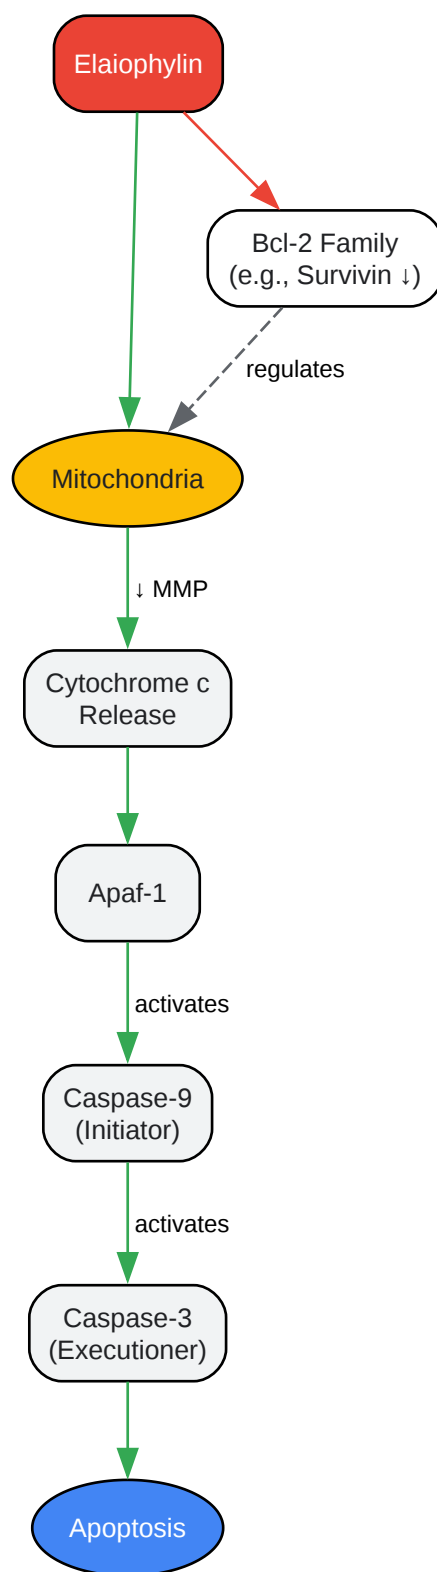 Elaiophylin
Bcl-2 Family
(e.g., Survivin ↓)
regulates
Mitochondria
↓ MMP
Cytochrome c
Release
Apaf-1
activates
Caspase-9
(Initiator)
activates
Caspase-3
(Executioner)
Apoptosis